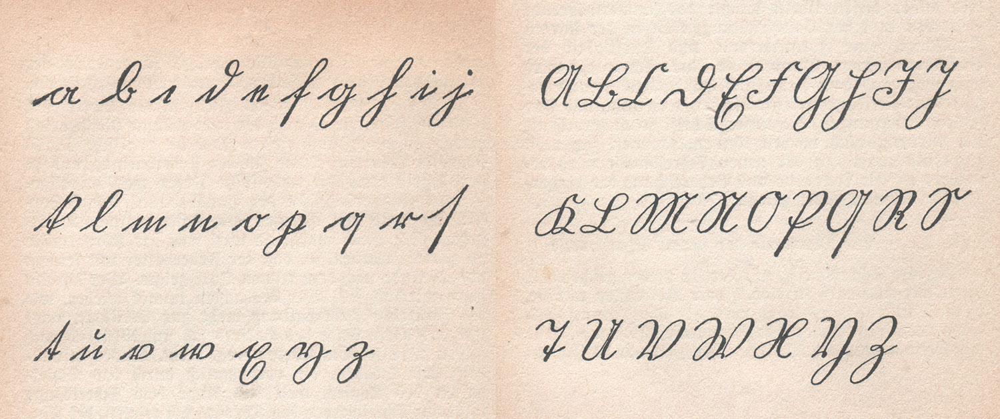 a b c d e f g h i j
k l m n o p q r ſ
t u v w x y z
A B C D E F G H I J
K L M N O P Q R S
T U V W X Y Z